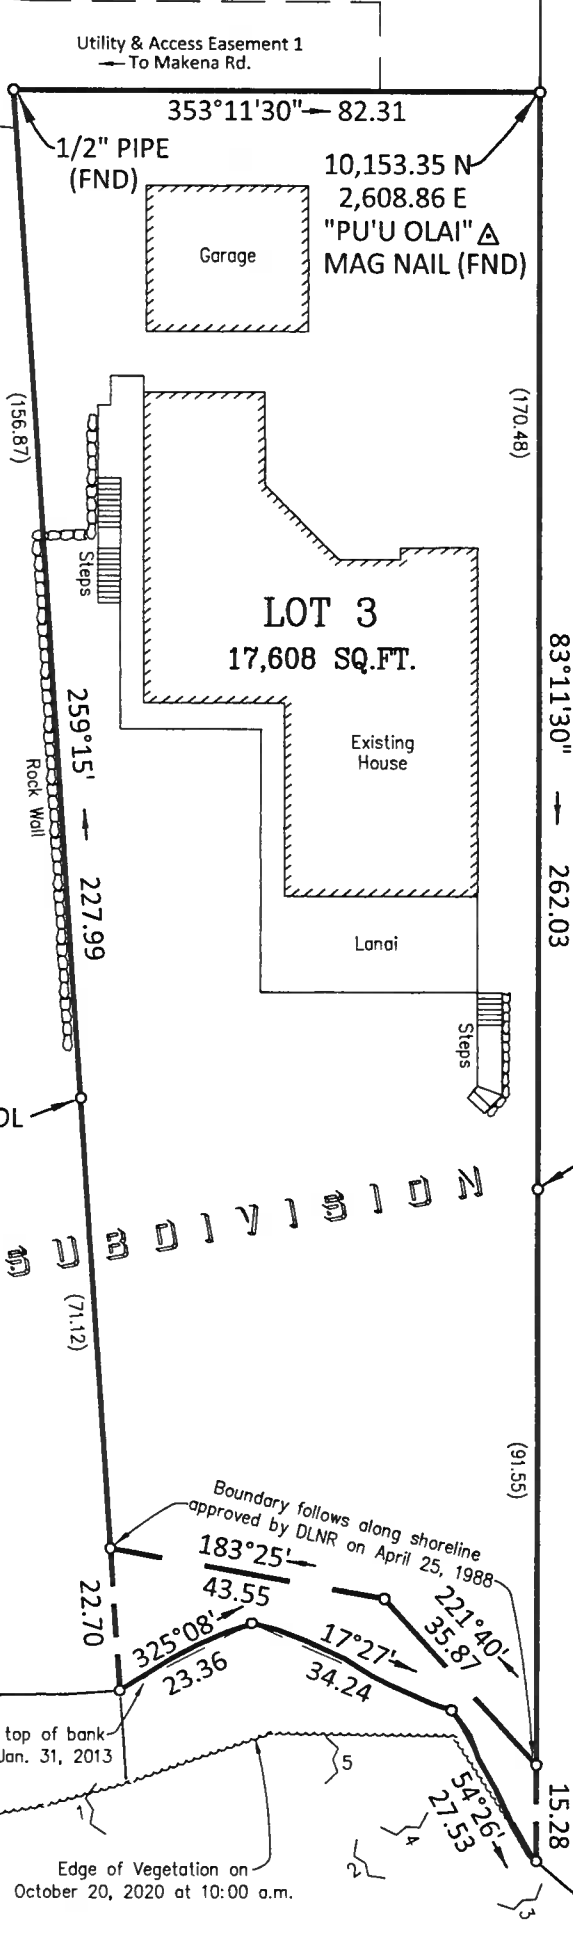 Utility & Access Easement 1
To Makena Rd.
353°11'30" 82.31
1/2" PIPE
(FND)
10,153.35 N
2,608.86 E
"PU'U OLAI"
MAG NAIL (FND)
Garage
(156.87)
(170.48)
Steps
LOT 3
17,608 SQ.FT.
83°11'30" 262.03
259°15' 227.99
Rock Wall
Existing
House
Lanai
Steps
OL
SUBDIVISION
(71.12)
(91.55)
Boundary follows along shoreline
approved by DLNR on April 25, 1988
183°25'
43.55
221°40'
35.87
22.70
325°08'
23.36
17°27'
34.24
top of bank
Jan. 31, 2013
54°26'
27.53
15.28
1
5
4
2
3
Edge of Vegetation on
October 20, 2020 at 10:00 a.m.